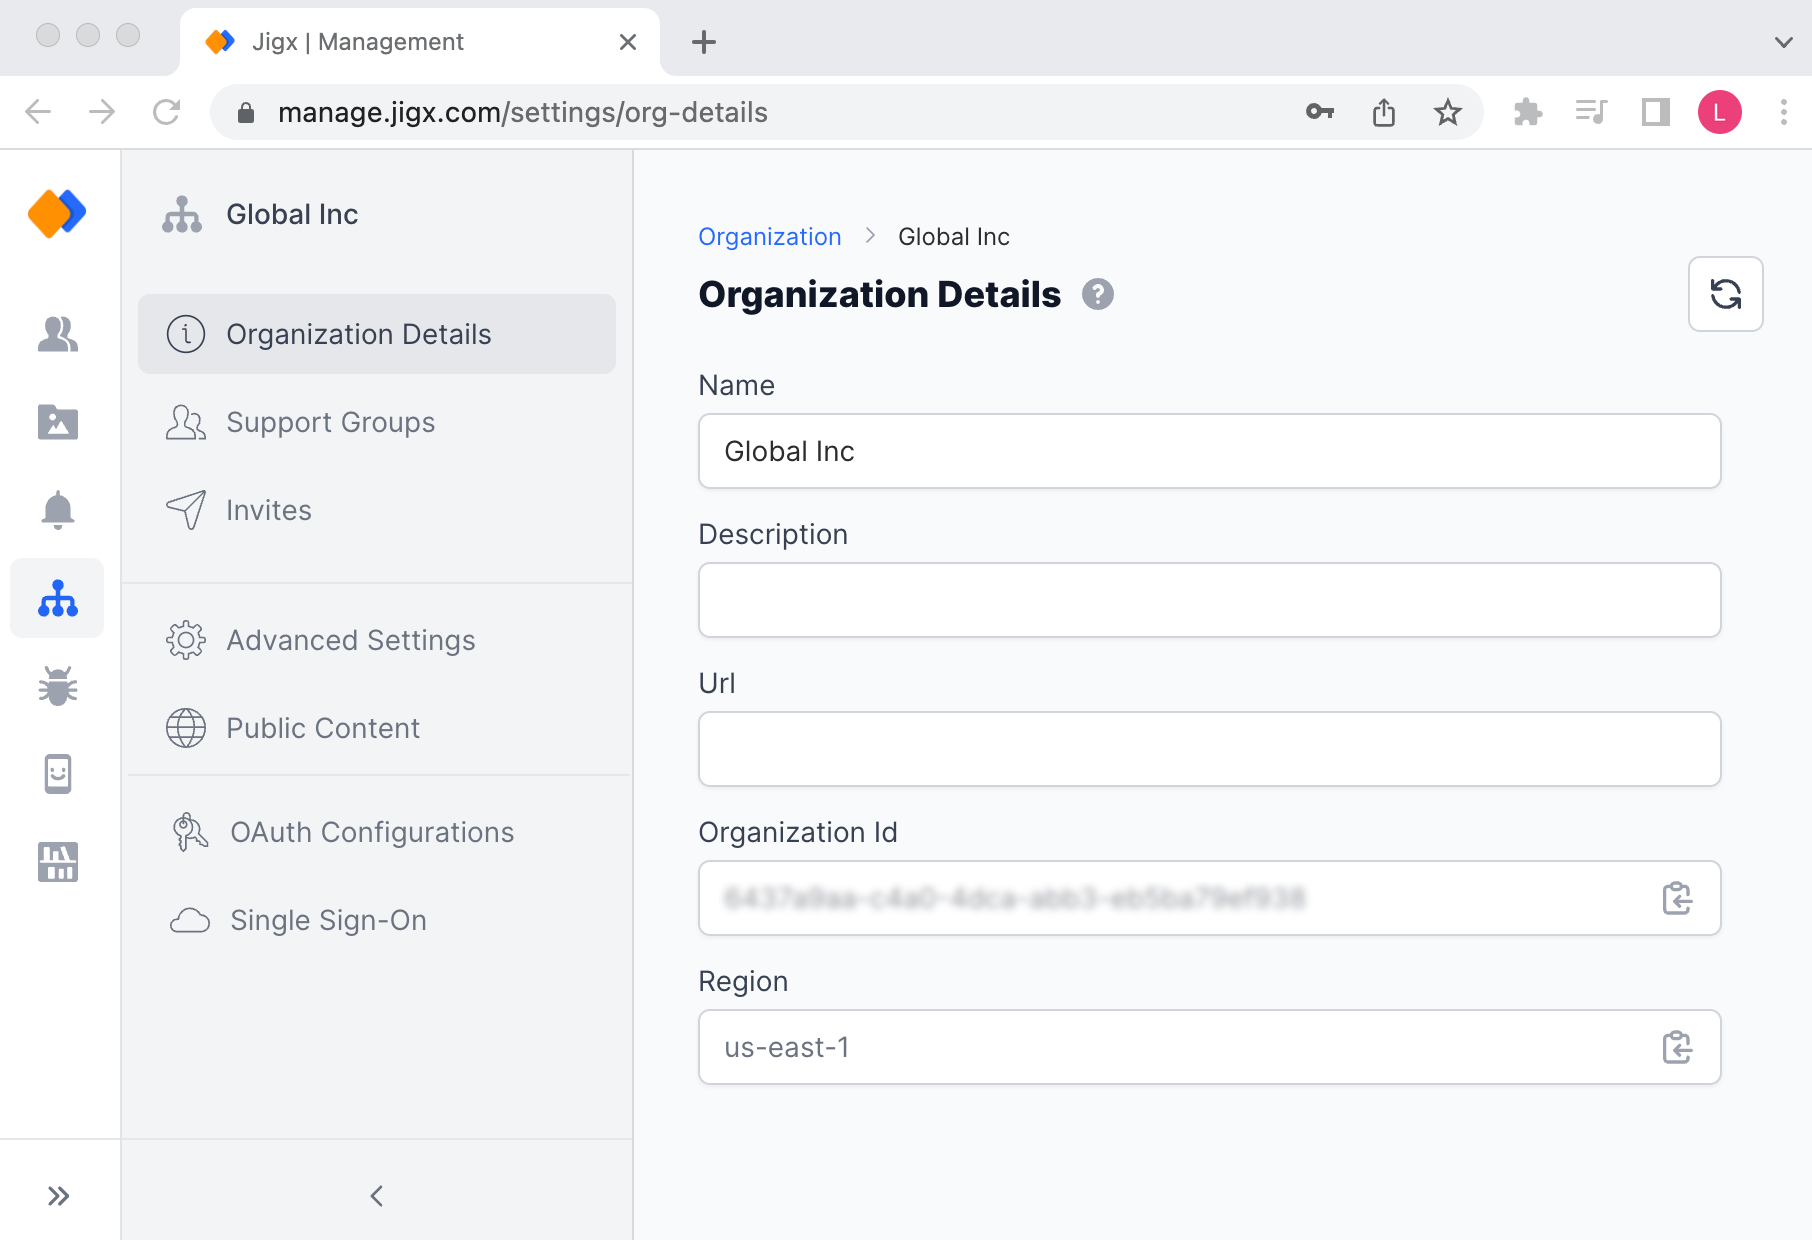 Jigx | Management
manage.jigx.com/settings/org-details
L
Global Inc
Organization Details
Support Groups
Invites
Advanced Settings
Public Content
OAuth Configurations
Single Sign-On
Organization > Global Inc
Organization Details ?
Name
Global Inc
Description
Url
Organization Id
Region
us-east-1